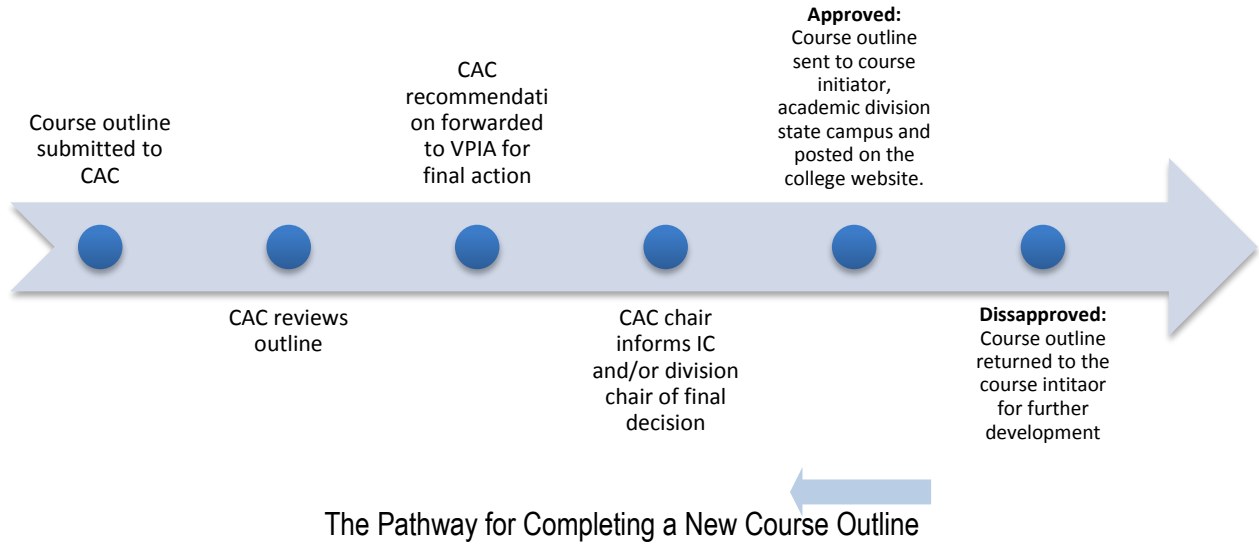 Course outline
submitted to
CAC
CAC reviews
outline
CAC
recommendati
on forwarded
to VPIA for
final action
CAC chair
informs IC
and/or division
chair of final
decision
Approved:
Course outline
sent to course
initiator,
academic division
state campus and
posted on the
college website.
Dissapproved:
Course outline
returned to the
course intitaor
for further
development
The Pathway for Completing a New Course Outline